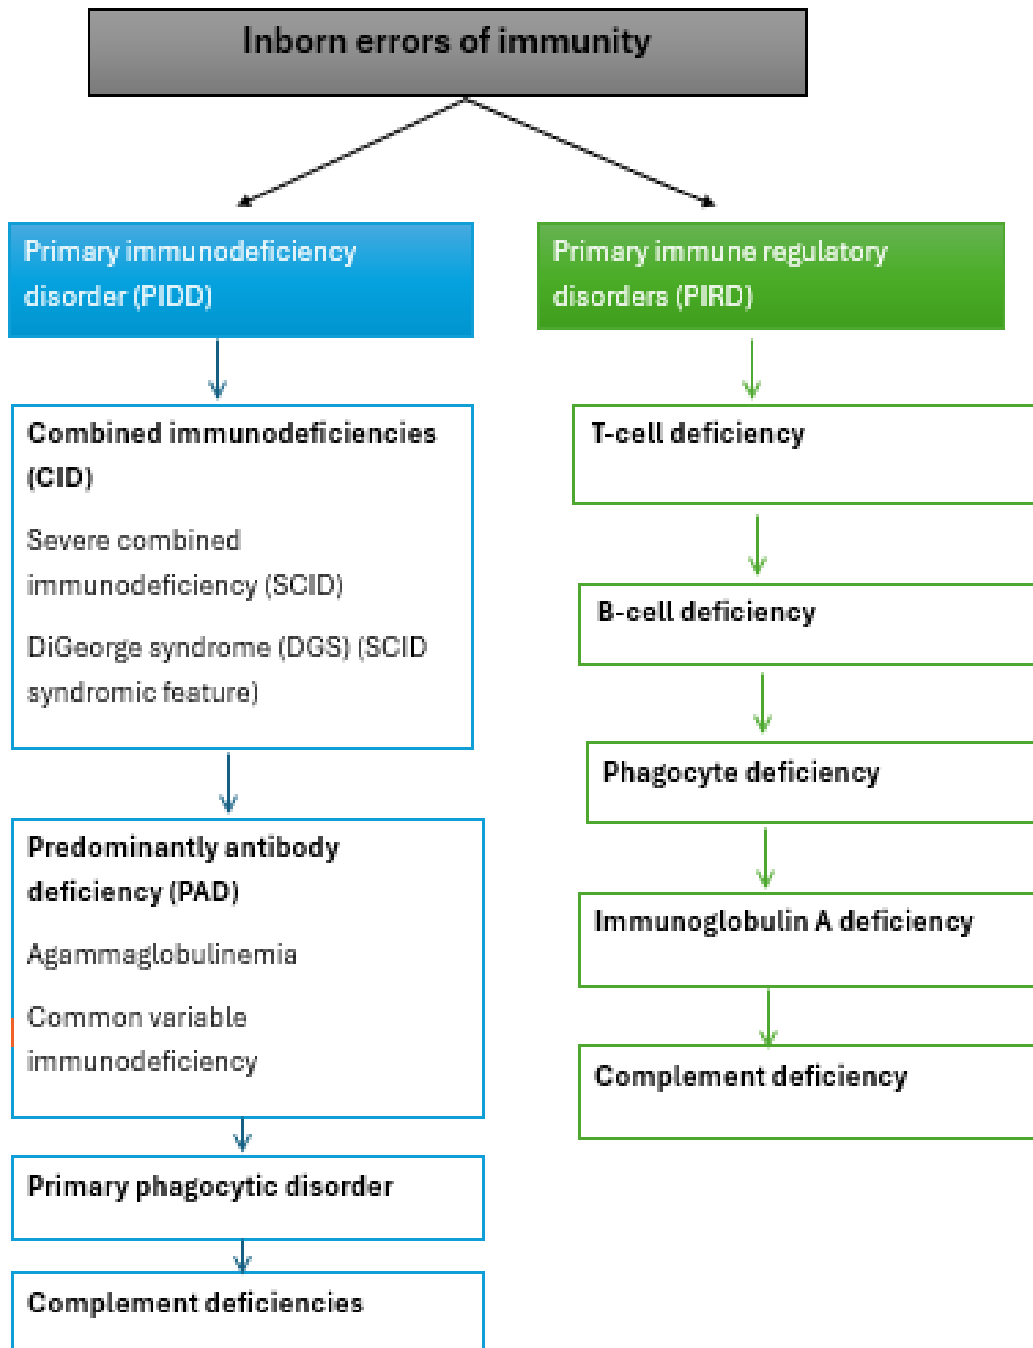 Inborn errors of immunity
Primary immunodeficiency
disorder (PIDD)
Combined immunodeficiencies
(CID)
Severe combined
immunodeficiency (SCID)
DiGeorge syndrome (DGS) (SCID
syndromic feature)
Predominantly antibody
deficiency (PAD)
Agammaglobulinemia
Common variable
immunodeficiency
Primary phagocytic disorder
Complement deficiencies
Primary immune regulatory
disorders (PIRD)
T-cell deficiency
B-cell deficiency
Phagocyte deficiency
Immunoglobulin A deficiency
Complement deficiency